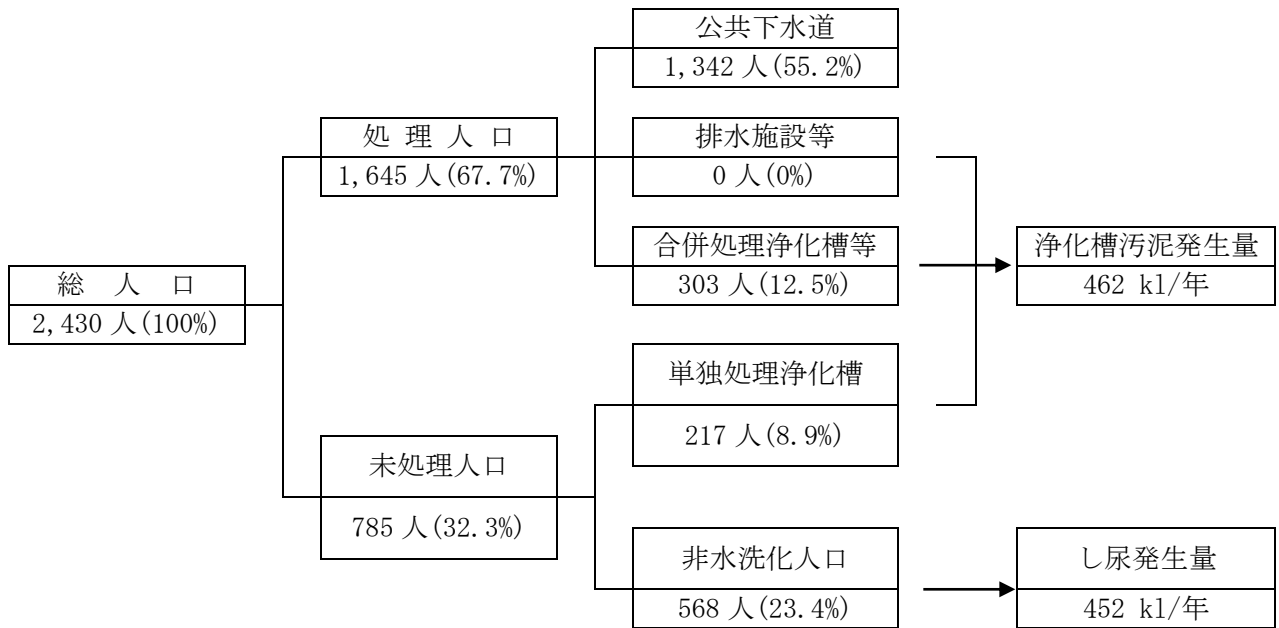 公共下水道
1,342 人(55.2%)
処 理 人 口
1,645 人(67.7%)
排水施設等
0 人(0%)
合併処理浄化槽等
303 人(12.5%)
浄化槽汚泥発生量
462 kl/年
総 人 口
2,430 人(100%)
単独処理浄化槽
217 人(8.9%)
未処理人口
785 人(32.3%)
非水洗化人口
568 人(23.4%)
し尿発生量
452 kl/年